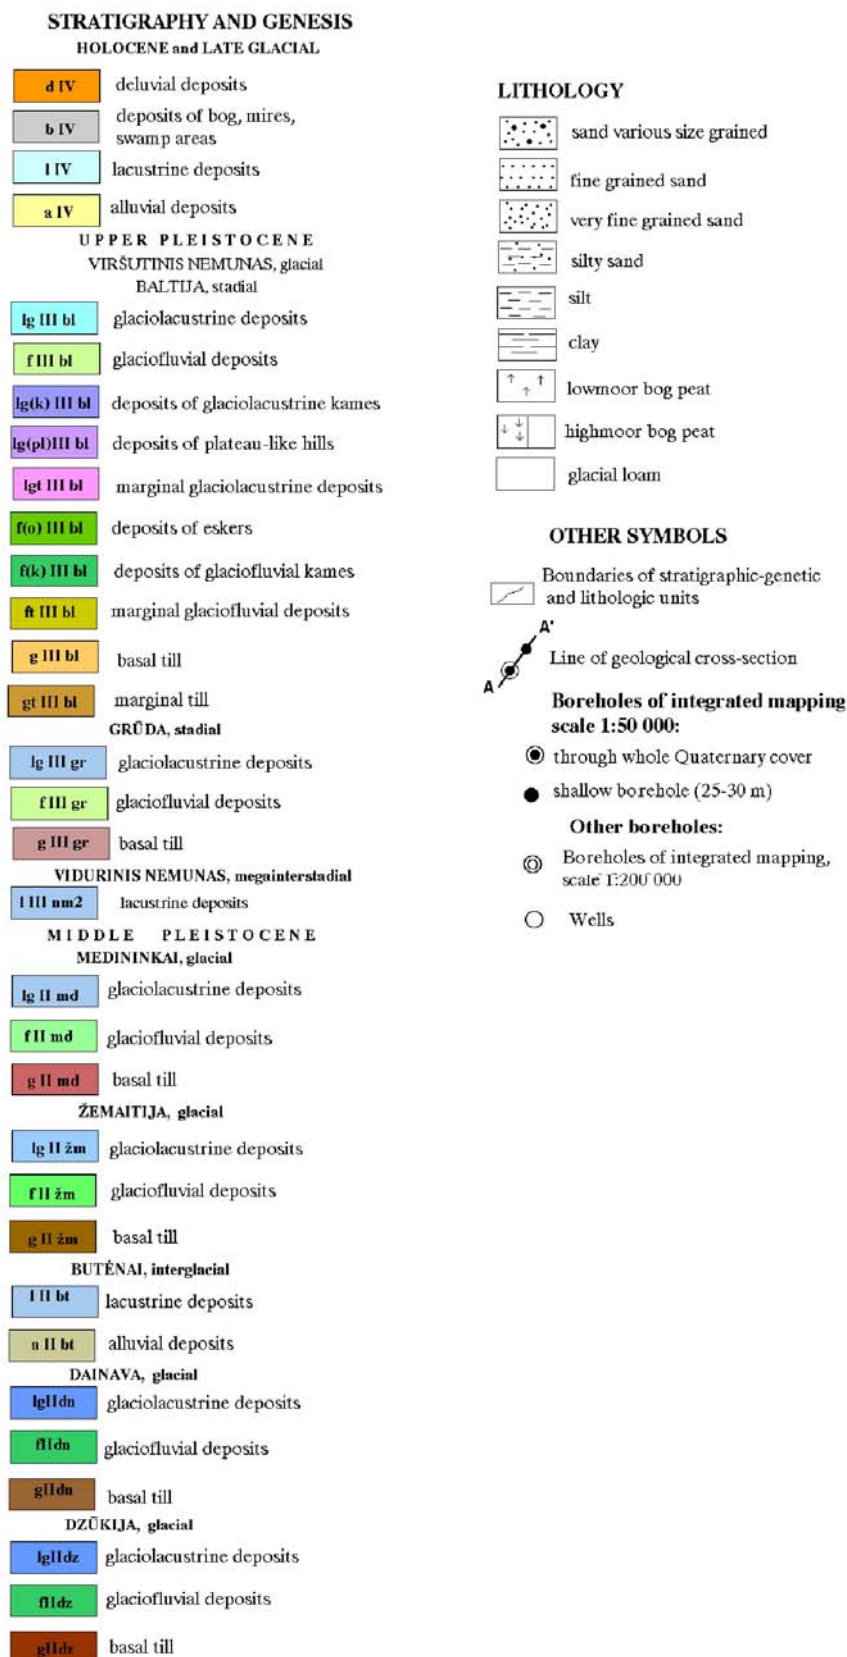 STRATIGRAPHY AND GENESIS
HOLOCENE and LATE GLACIAL
d IV deluvial deposits
b IV deposits of bog, mires,
swamp areas
l IV lacustrine deposits
a IV alluvial deposits
UPPER PLEISTOCENE
VIRŠUTINIS NEMUNAS, glacial
BALTIJA, stadial
lg III bl glaciolacustrine deposits
f III bl glaciofluvial deposits
lg(k) III bl deposits of glaciolacustrine kames
lg(pl)III bl deposits of plateau-like hills
lgt III bl marginal glaciolacustrine deposits
f(o) III bl deposits of eskers
f(k) III bl deposits of glaciofluvial kames
ft III bl marginal glaciofluvial deposits
g III bl basal till
gt III bl marginal till
GRŪDA, stadial
lg III gr glaciolacustrine deposits
f III gr glaciofluvial deposits
g III gr basal till
VIDURINIS NEMUNAS, megainterstadial
l III nm2 lacustrine deposits
MIDDLE PLEISTOCENE
MEDININKAI, glacial
lg II md glaciolacustrine deposits
f II md glaciofluvial deposits
g II md basal till
ŽEMAITIJA, glacial
lg II žm glaciolacustrine deposits
f II žm glaciofluvial deposits
g II žm basal till
BUTĖNAI, interglacial
l II bt lacustrine deposits
a II bt alluvial deposits
DAINAVA, glacial
lgIIdn glaciolacustrine deposits
fIIdn glaciofluvial deposits
gIIdn basal till
DZŪKIJA, glacial
lgIIdz glaciolacustrine deposits
fIIdz glaciofluvial deposits
gIIdz basal till
LITHOLOGY
sand various size grained
fine grained sand
very fine grained sand
silty sand
silt
clay
lowmoor bog peat
highmoor bog peat
glacial loam
OTHER SYMBOLS
Boundaries of stratigraphic-genetic
and lithologic units
A'
Line of geological cross-section
A
Boreholes of integrated mapping
scale 1:50 000:
through whole Quaternary cover
shallow borehole (25-30 m)
Other boreholes:
Boreholes of integrated mapping,
scale 1:200 000
Wells